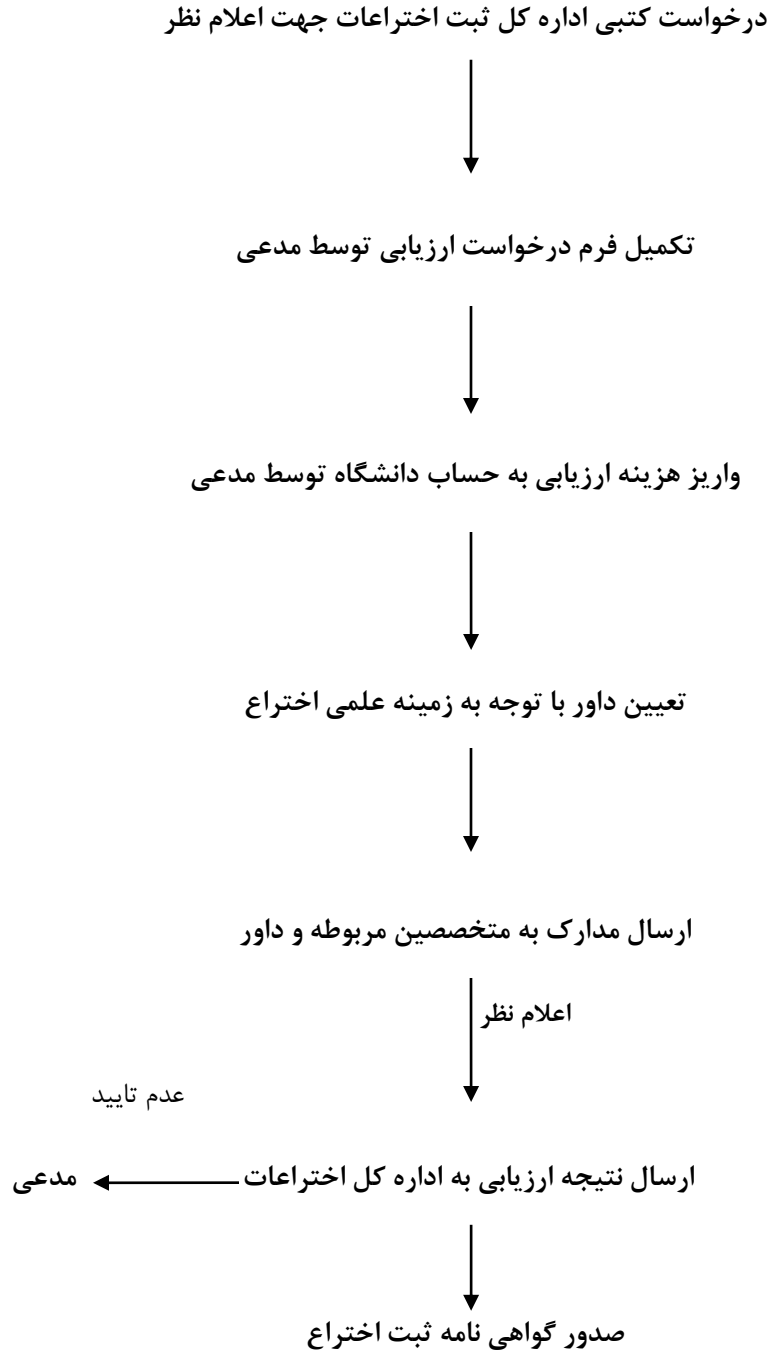 درخواست کتبی اداره کل ثبت اختراعات جهت اعلام نظر
تکمیل فرم درخواست ارزیابی توسط مدعی
واریز هزینه ارزیابی به حساب دانشگاه توسط مدعی
تعیین داور با توجه به زمینه علمی اختراع
ارسال مدارک به متخصصین مربوطه و داور
اعلام نظر
عدم تایید
ارسال نتیجه ارزیابی به اداره کل اختراعات
مدعی
صدور گواهی نامه ثبت اختراع